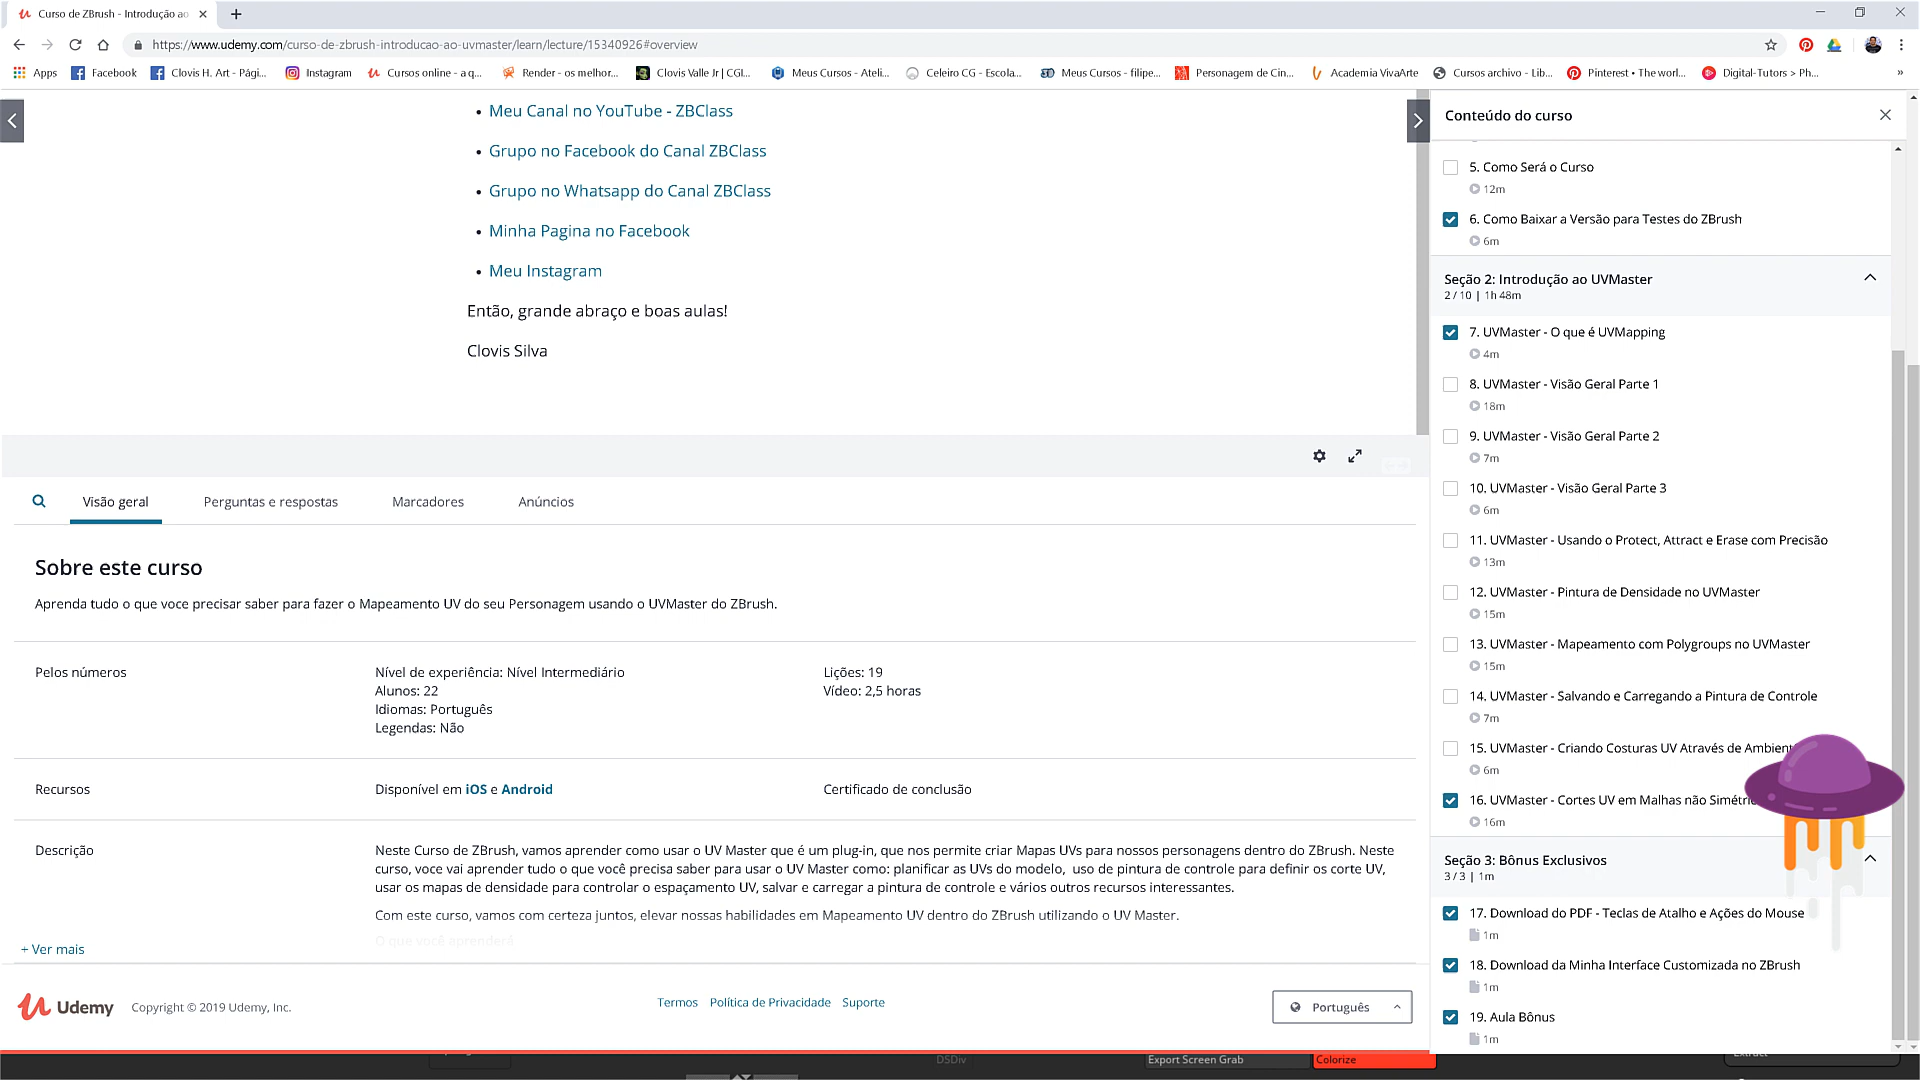 Curso de ZBrush - Introdução ao
https://www.udemy.com/curso-de-zbrush-introducao-ao-uvmaster/learn/lecture/15340926#overview
Apps
Facebook
Clovis H. Art - Pági...
Instagram
Cursos online - a q...
Render - os melhor...
Clovis Valle Jr | CGI...
Meus Cursos - Ateli...
Celeiro CG - Escola...
Meus Cursos - filipe...
Personagem de Cin...
Academia VivaArte
Cursos archivo - Lib...
Pinterest • The worl...
Digital-Tutors > Ph...
»
• Meu Canal no YouTube - ZBClass
• Grupo no Facebook do Canal ZBClass
• Grupo no Whatsapp do Canal ZBClass
• Minha Pagina no Facebook
• Meu Instagram
Então, grande abraço e boas aulas!
Clovis Silva
Visão geral
Perguntas e respostas
Marcadores
Anúncios
Sobre este curso
Aprenda tudo o que voce precisar saber para fazer o Mapeamento UV do seu Personagem usando o UVMaster do ZBrush.
Pelos números
Nível de experiência: Nível Intermediário
Alunos: 22
Idiomas: Português
Legendas: Não
Lições: 19
Vídeo: 2,5 horas
Recursos
Disponível em iOS e Android
Certificado de conclusão
Descrição
Neste Curso de ZBrush, vamos aprender como usar o UV Master que é um plug-in, que nos permite criar Mapas UVs para nossos personagens dentro do ZBrush. Neste
curso, voce vai aprender tudo o que você precisa saber para usar o UV Master como: planificar as UVs do modelo, uso de pintura de controle para definir os corte UV,
usar os mapas de densidade para controlar o espaçamento UV, salvar e carregar a pintura de controle e vários outros recursos interessantes.
Com este curso, vamos com certeza juntos, elevar nossas habilidades em Mapeamento UV dentro do ZBrush utilizando o UV Master.
O que você aprenderá
+ Ver mais
Udemy
Copyright © 2019 Udemy, Inc.
Termos
Política de Privacidade
Suporte
Português
Conteúdo do curso
5. Como Será o Curso
12m
6. Como Baixar a Versão para Testes do ZBrush
6m
Seção 2: Introdução ao UVMaster
2 / 10 | 1h 48m
7. UVMaster - O que é UVMapping
4m
8. UVMaster - Visão Geral Parte 1
18m
9. UVMaster - Visão Geral Parte 2
7m
10. UVMaster - Visão Geral Parte 3
6m
11. UVMaster - Usando o Protect, Attract e Erase com Precisão
13m
12. UVMaster - Pintura de Densidade no UVMaster
15m
13. UVMaster - Mapeamento com Polygroups no UVMaster
15m
14. UVMaster - Salvando e Carregando a Pintura de Controle
7m
15. UVMaster - Criando Costuras UV Através de
6m
16. UVMaster - Cortes UV em Malhas não
16m
Seção 3: Bônus Exclusivos
3 / 3 | 1m
17. Download do PDF - Teclas de Atalho e Ações do Mouse
1m
18. Download da Minha Interface Customizada no ZBrush
1m
19. Aula Bônus
1m
DSDiv
Export Screen Grab
Colorize